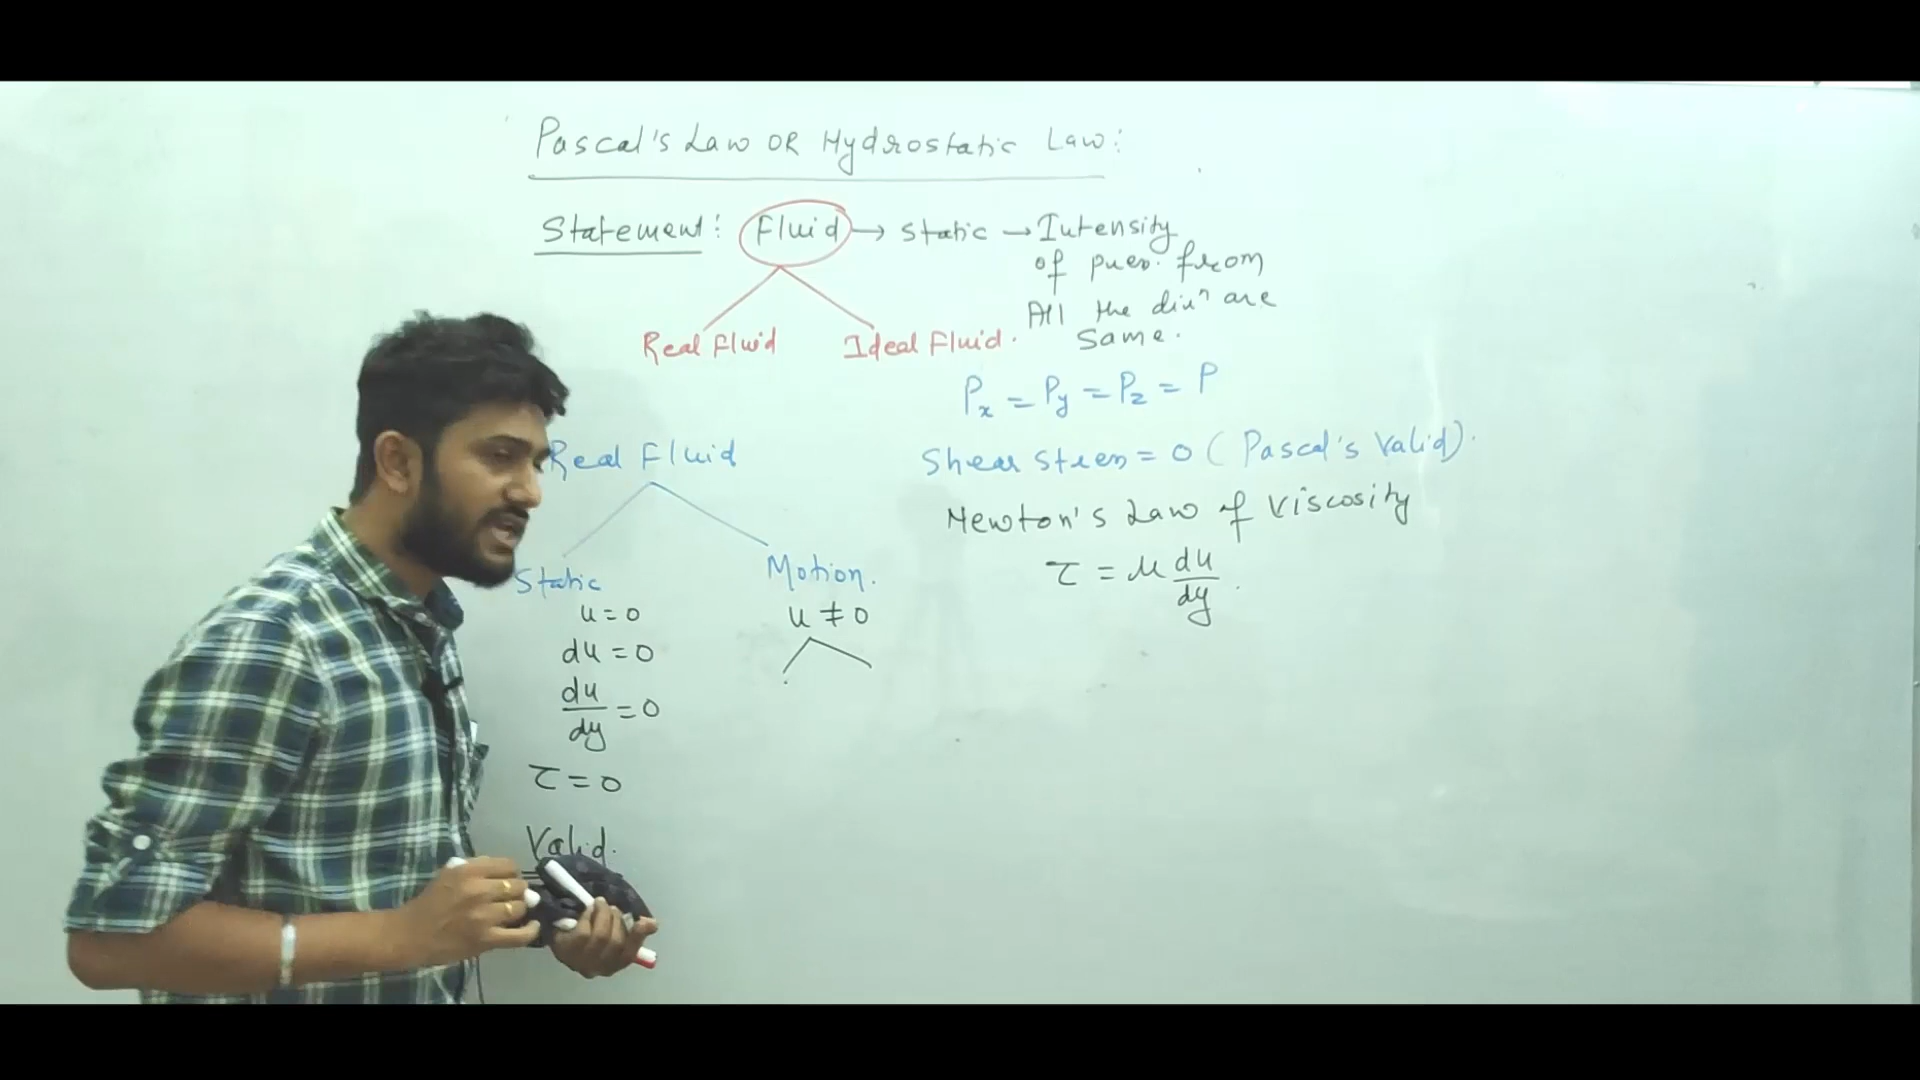 Pascal's Law OR Hydrostatic Law:
Statement: Fluid → static → Intensity
of pres. from
All the dirⁿ are
Same.
Real Fluid
Ideal Fluid.
Pₓ = Py = Pz = P
Real Fluid
Shear Stress = 0 (Pascal's Valid).
Newton's Law of Viscosity
τ = μ du/dy.
Static
Motion.
u = 0
u ≠ 0
du = 0
du/dy = 0
τ = 0
Valid.